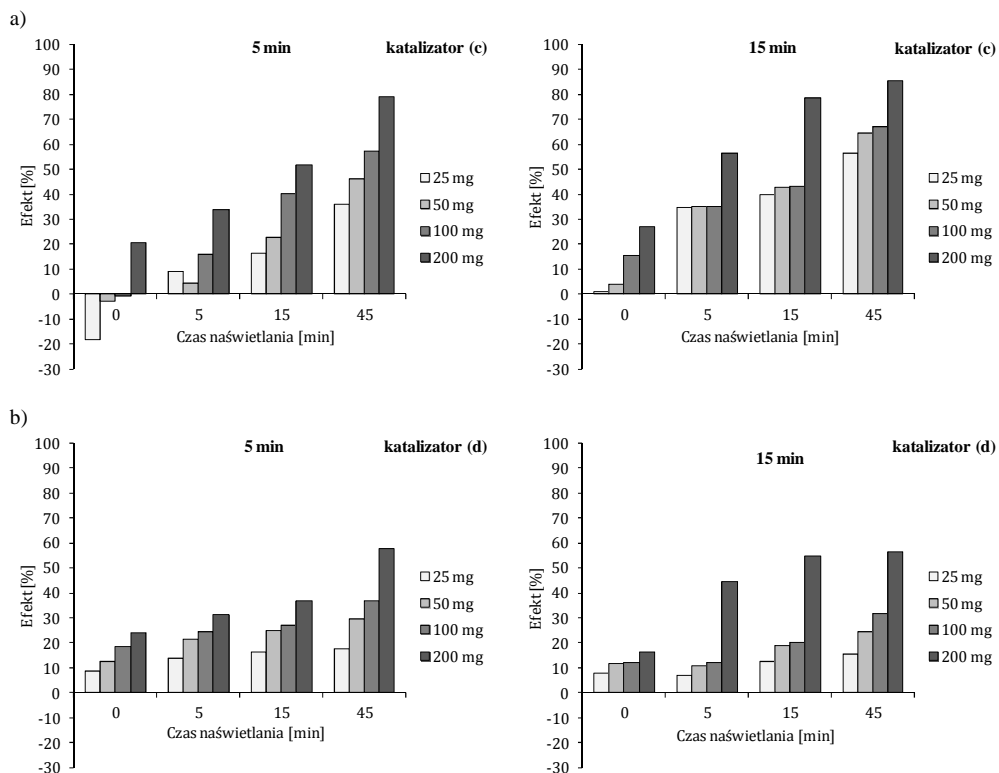 a)
5 min
katalizator (c)
100
90
80
70
60
50
40
30
20
10
0
-10
-20
-30
Efekt [%]
0 5 15 45
Czas naświetlania [min]
25 mg
50 mg
100 mg
200 mg
15 min
katalizator (c)
100
90
80
70
60
50
40
30
20
10
0
-10
-20
-30
Efekt [%]
0 5 15 45
Czas naświetlania [min]
25 mg
50 mg
100 mg
200 mg
b)
5 min
katalizator (d)
100
90
80
70
60
50
40
30
20
10
0
-10
-20
-30
Efekt [%]
0 5 15 45
Czas naświetlania [min]
25 mg
50 mg
100 mg
200 mg
15 min
katalizator (d)
100
90
80
70
60
50
40
30
20
10
0
-10
-20
-30
Efekt [%]
0 5 15 45
Czas naświetlania [min]
25 mg
50 mg
100 mg
200 mg